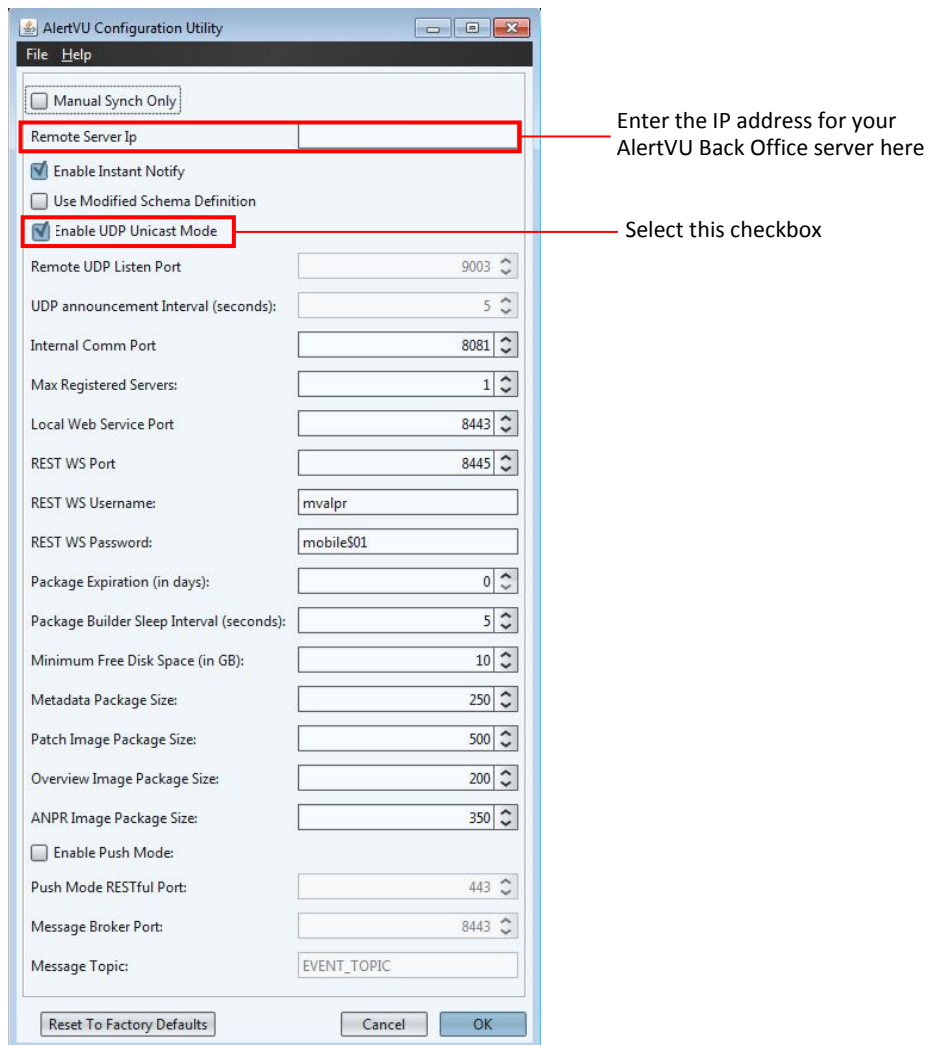 AlertVU Configuration Utility
File Help
Manual Synch Only
Remote Server Ip
Enter the IP address for your
AlertVU Back Office server here
Enable Instant Notify
Use Modified Schema Definition
Enable UDP Unicast Mode
Select this checkbox
Remote UDP Listen Port 9003
UDP announcement Interval (seconds): 5
Internal Comm Port 8081
Max Registered Servers: 1
Local Web Service Port 8443
REST WS Port 8445
REST WS Username: mvalpr
REST WS Password: mobile$01
Package Expiration (in days): 0
Package Builder Sleep Interval (seconds): 5
Minimum Free Disk Space (in GB): 10
Metadata Package Size: 250
Patch Image Package Size: 500
Overview Image Package Size: 200
ANPR Image Package Size: 350
Enable Push Mode:
Push Mode RESTful Port: 443
Message Broker Port: 8443
Message Topic: EVENT_TOPIC
Reset To Factory Defaults Cancel OK